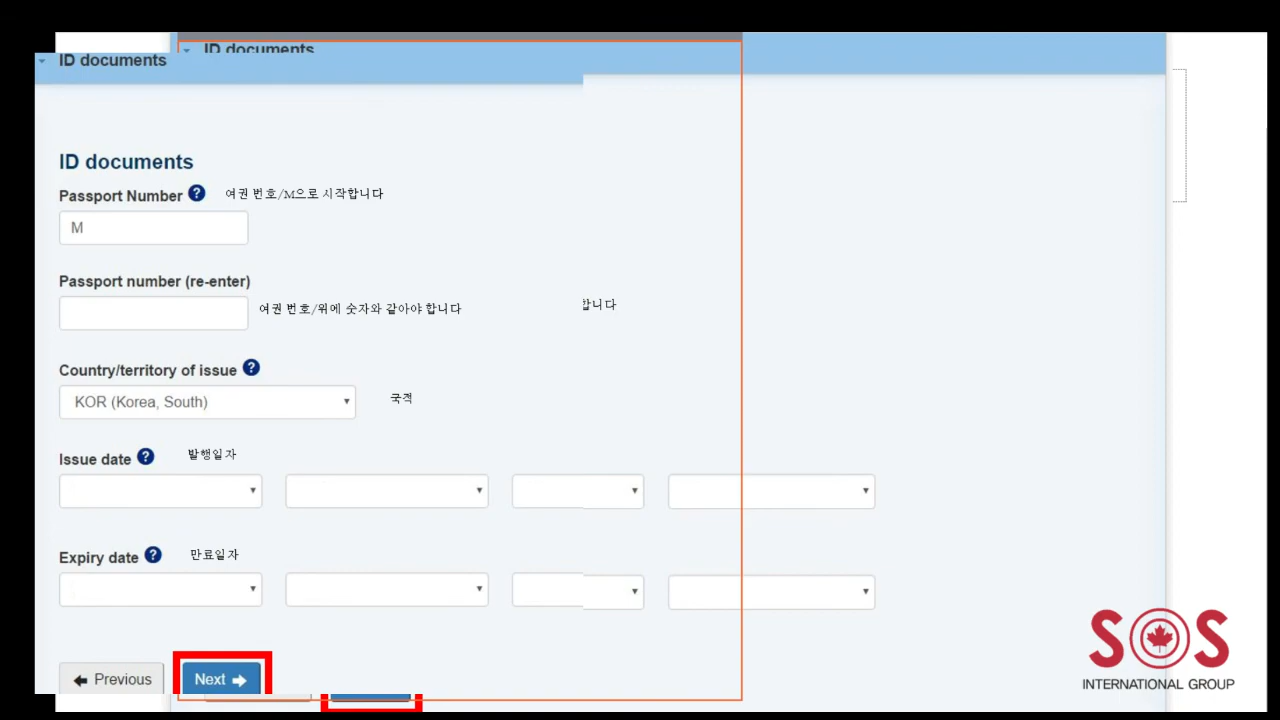 ID documents
ID documents
ID documents
Passport Number ? 여권 번호/M으로 시작합니다
M
Passport number (re-enter)
여권 번호/위에 숫자와 같아야 합니다 합니다
Country/territory of issue ?
KOR (Korea, South) 국적
Issue date ? 발행일자
Expiry date ? 만료일자
Previous Next
SOS
INTERNATIONAL GROUP